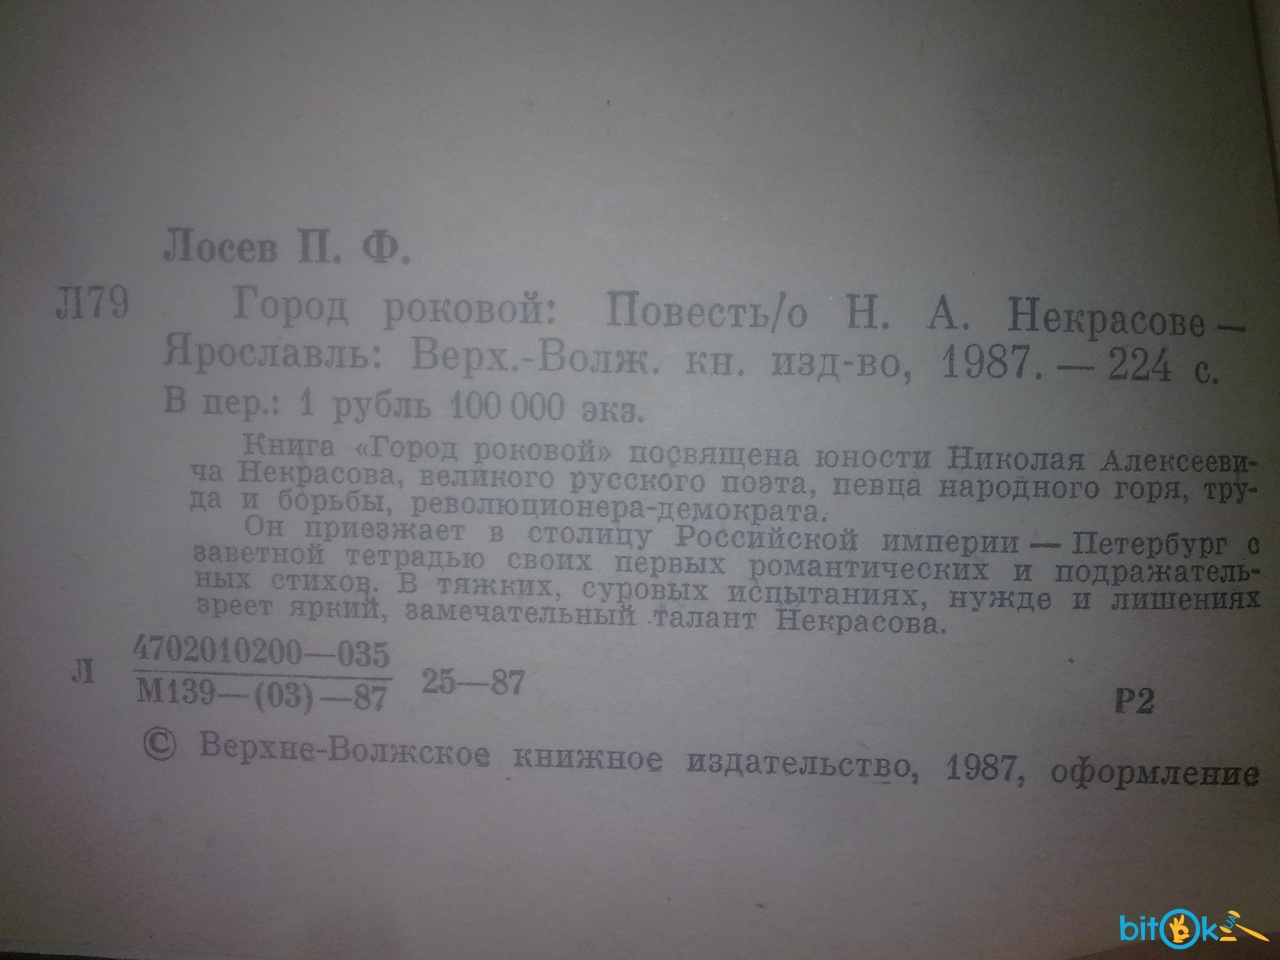 Лосев П. Ф.
Л79 Город роковой: Повесть/о Н. А. Некрасове —
Ярославль: Верх.-Волж. кн. изд-во, 1987. — 224 с.
В пер.: 1 рубль 100 000 экз.
Книга «Город роковой» посвящена юности Николая Алексееви-
ча Некрасова, великого русского поэта, певца народного горя, тру-
да и борьбы, революционера-демократа.
Он приезжает в столицу Российской империи — Петербург с
заветной тетрадью своих первых романтических и подражатель-
ных стихов. В тяжких, суровых испытаниях, нужде и лишениях
зреет яркий, замечательный талант Некрасова.
4702010200—035
Л М139—(03)—87 25—87
Р2
© Верхне-Волжское книжное издательство, 1987, оформление
bitOk UA